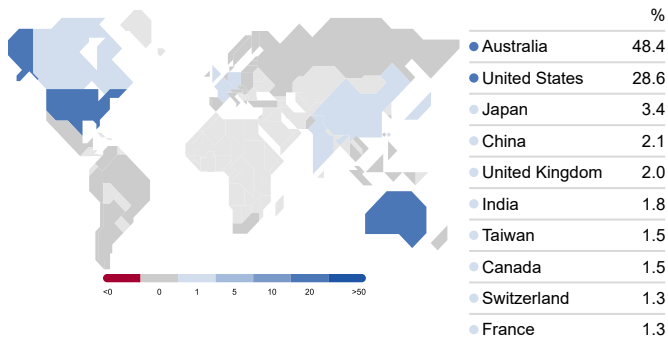 %
Australia 48.4
United States 28.6
Japan 3.4
China 2.1
United Kingdom 2.0
India 1.8
Taiwan 1.5
Canada 1.5
Switzerland 1.3
France 1.3
<0 0 1 5 10 20 >50